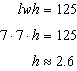 lwh = 125
7 · 7 · h = 125
h ≈ 2.6